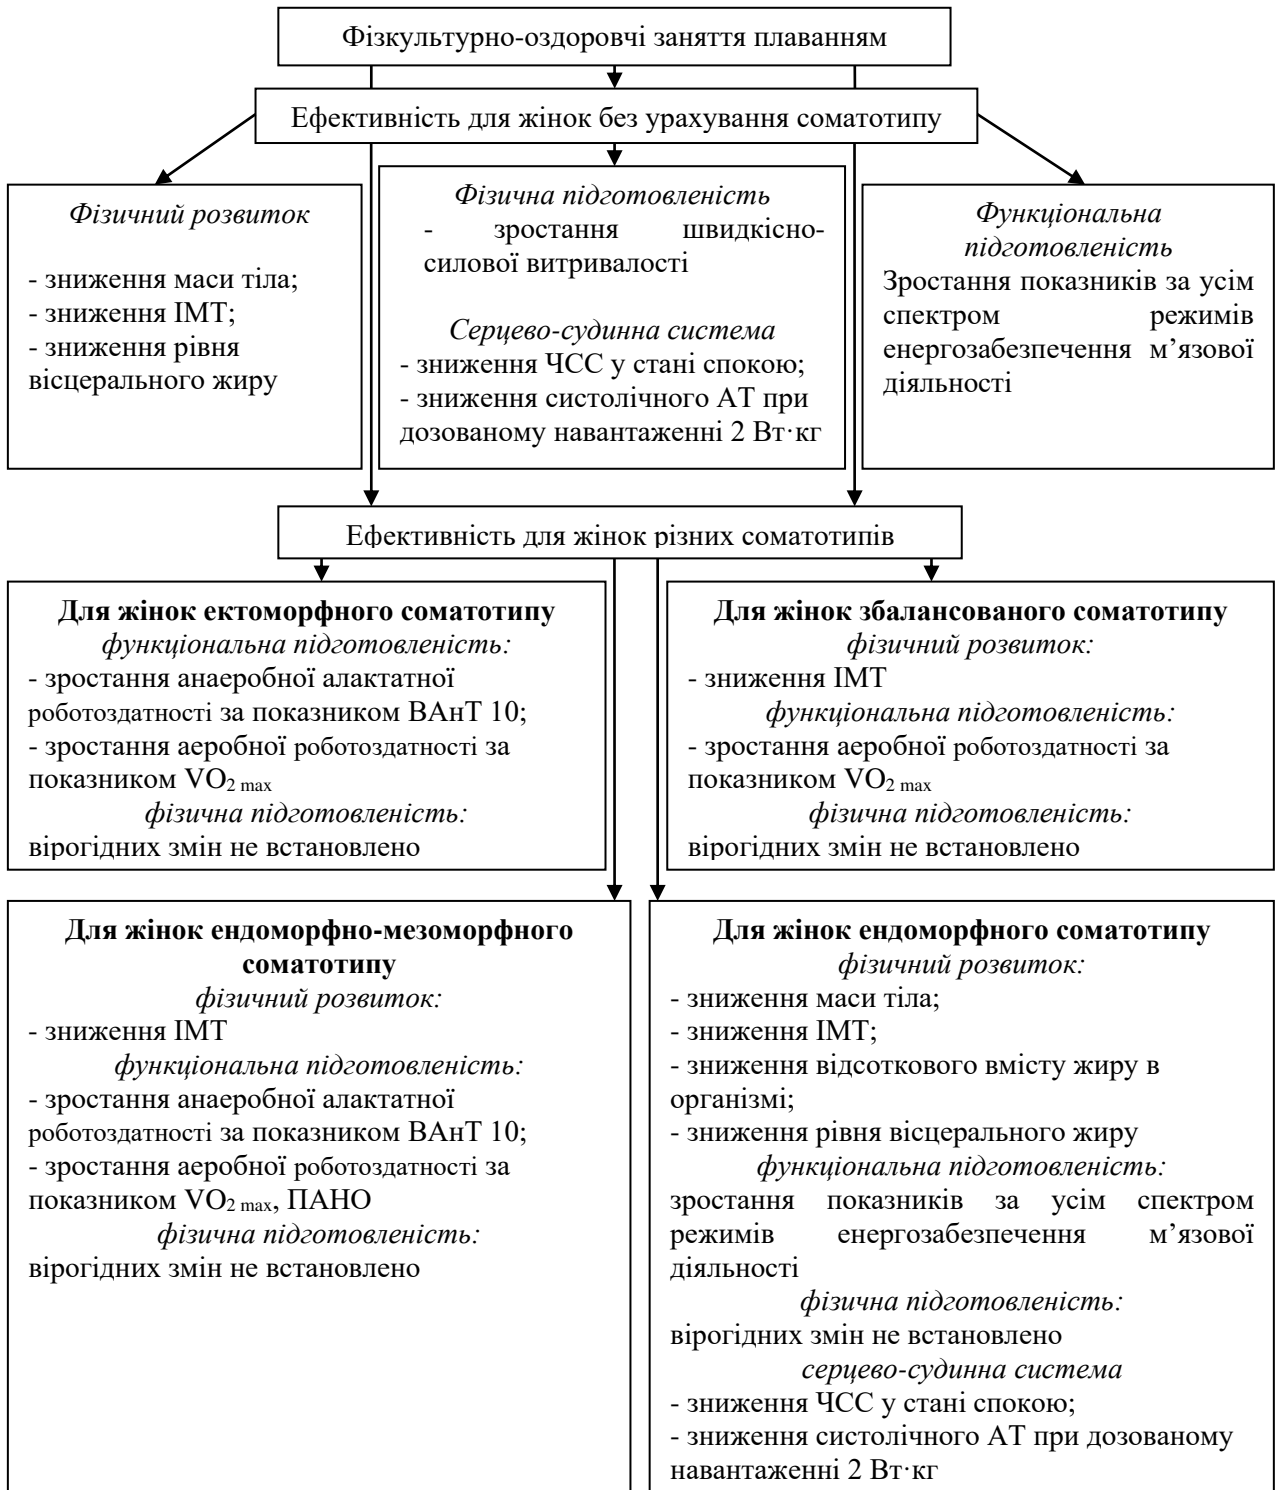 Фізкультурно-оздоровчі заняття плаванням
Ефективність для жінок без урахування соматотипу
Фізичний розвиток
- зниження маси тіла;
- зниження ІМТ;
- зниження рівня
вісцерального жиру
Фізична підготовленість
- зростання швидкісно-
силової витривалості
Серцево-судинна система
- зниження ЧСС у стані спокою;
- зниження систолічного АТ при
дозованому навантаженні 2 Вт·кг
Функціональна
підготовленість
Зростання показників за усім
спектром режимів
енергозабезпечення м’язової
діяльності
Ефективність для жінок різних соматотипів
Для жінок ектоморфного соматотипу
функціональна підготовленість:
- зростання анаеробної алактатної
роботоздатності за показником ВАнТ 10;
- зростання аеробної роботоздатності за
показником VO2 max
фізична підготовленість:
вірогідних змін не встановлено
Для жінок збалансованого соматотипу
фізичний розвиток:
- зниження ІМТ
функціональна підготовленість:
- зростання аеробної роботоздатності за
показником VO2 max
фізична підготовленість:
вірогідних змін не встановлено
Для жінок ендоморфно-мезоморфного
соматотипу
фізичний розвиток:
- зниження ІМТ
функціональна підготовленість:
- зростання анаеробної алактатної
роботоздатності за показником ВАнТ 10;
- зростання аеробної роботоздатності за
показником VO2 max, ПАНО
фізична підготовленість:
вірогідних змін не встановлено
Для жінок ендоморфного соматотипу
фізичний розвиток:
- зниження маси тіла;
- зниження ІМТ;
- зниження відсоткового вмісту жиру в
організмі;
- зниження рівня вісцерального жиру
функціональна підготовленість:
зростання показників за усім спектром
режимів енергозабезпечення м’язової
діяльності
фізична підготовленість:
вірогідних змін не встановлено
серцево-судинна система
- зниження ЧСС у стані спокою;
- зниження систолічного АТ при дозованому
навантаженні 2 Вт·кг